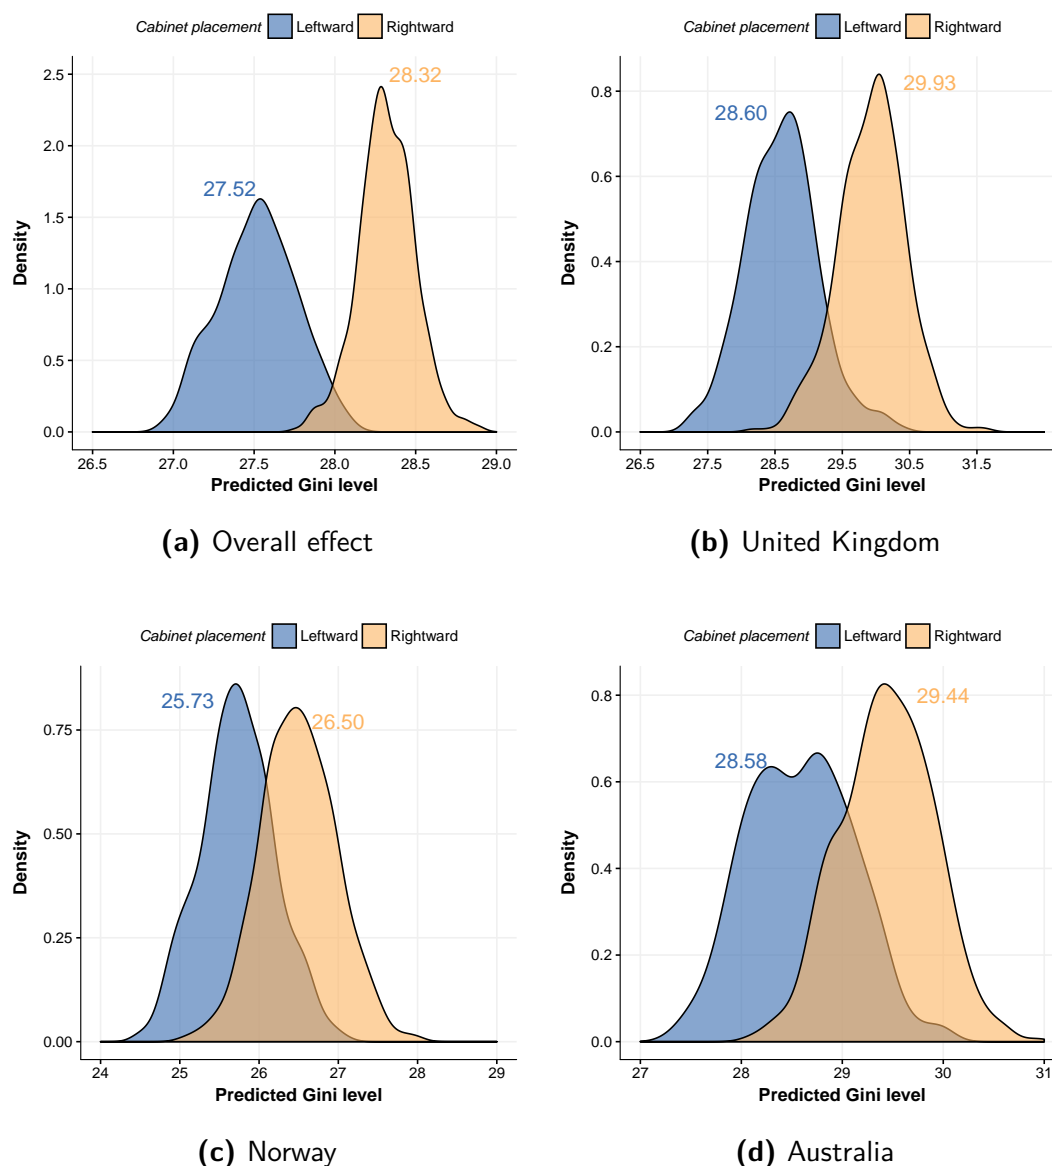 Cabinet placement Leftward Rightward
28.32
27.52
Density
2.5
2.0
1.5
1.0
0.5
0.0
26.5 27.0 27.5 28.0 28.5 29.0
Predicted Gini level
(a) Overall effect
Cabinet placement Leftward Rightward
29.93
28.60
Density
0.8
0.6
0.4
0.2
0.0
26.5 27.5 28.5 29.5 30.5 31.5
Predicted Gini level
(b) United Kingdom
Cabinet placement Leftward Rightward
25.73
26.50
Density
0.75
0.50
0.25
0.00
24 25 26 27 28 29
Predicted Gini level
(c) Norway
Cabinet placement Leftward Rightward
29.44
28.58
Density
0.8
0.6
0.4
0.2
0.0
27 28 29 30 31
Predicted Gini level
(d) Australia